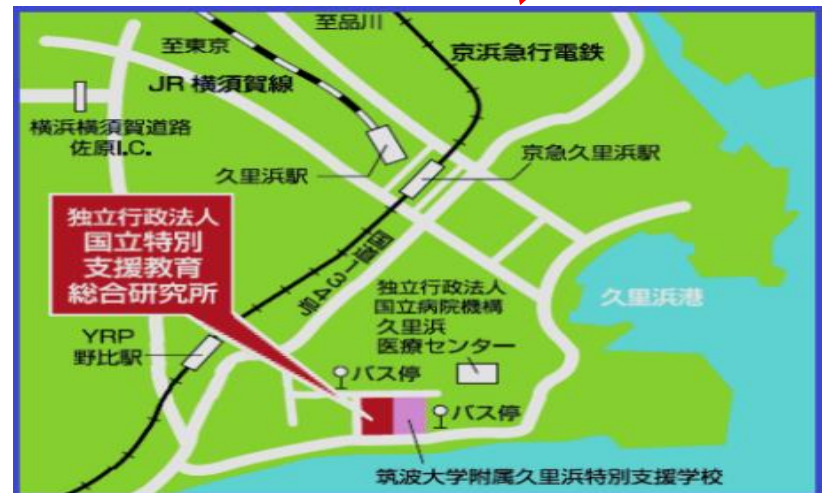 至品川
至東京
京浜急行電鉄
JR 横須賀線
横浜横須賀道路
佐原I.C.
久里浜駅
京急久里浜駅
独立行政法人
国立特別
支援教育
総合研究所
国道134号
独立行政法人
国立病院機構
久里浜
医療センター
久里浜港
YRP
野比駅
バス停
バス停
筑波大学附属久里浜特別支援学校